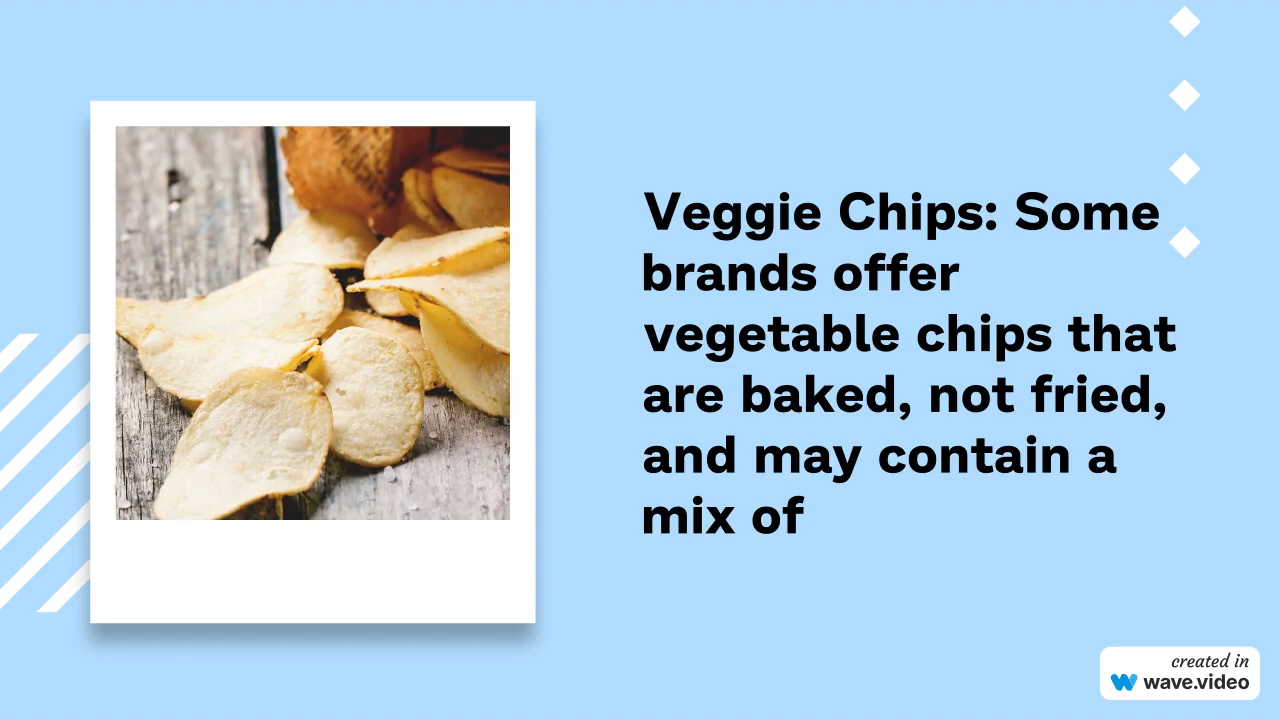 Veggie Chips: Some
brands offer
vegetable chips that
are baked, not fried,
and may contain a
mix of
created in
wave.video